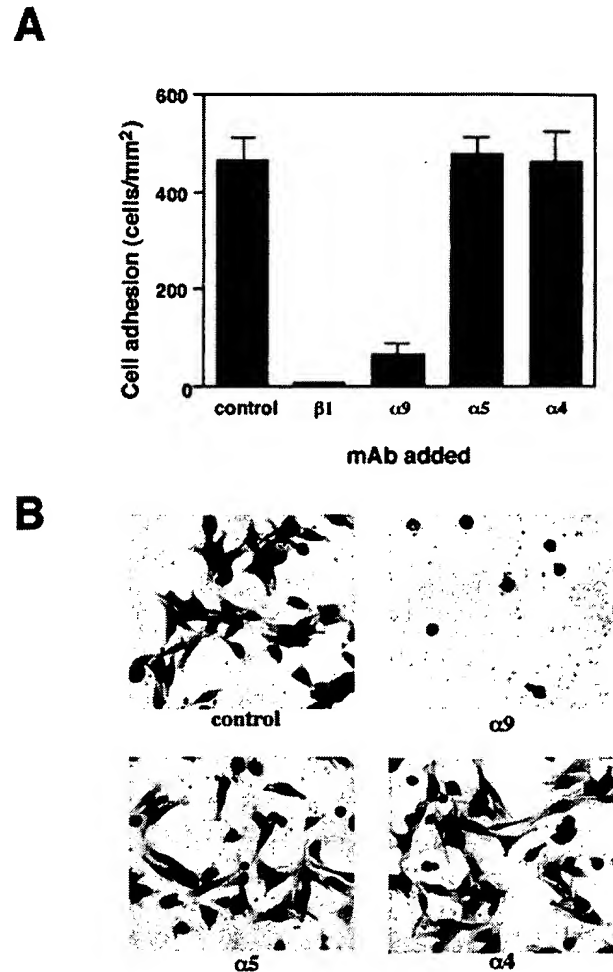 A
600
400
200
0
Cell adhesion (cells/mm²)
control β1 α9 α5 α4
mAb added
B
control α9
α5 α4